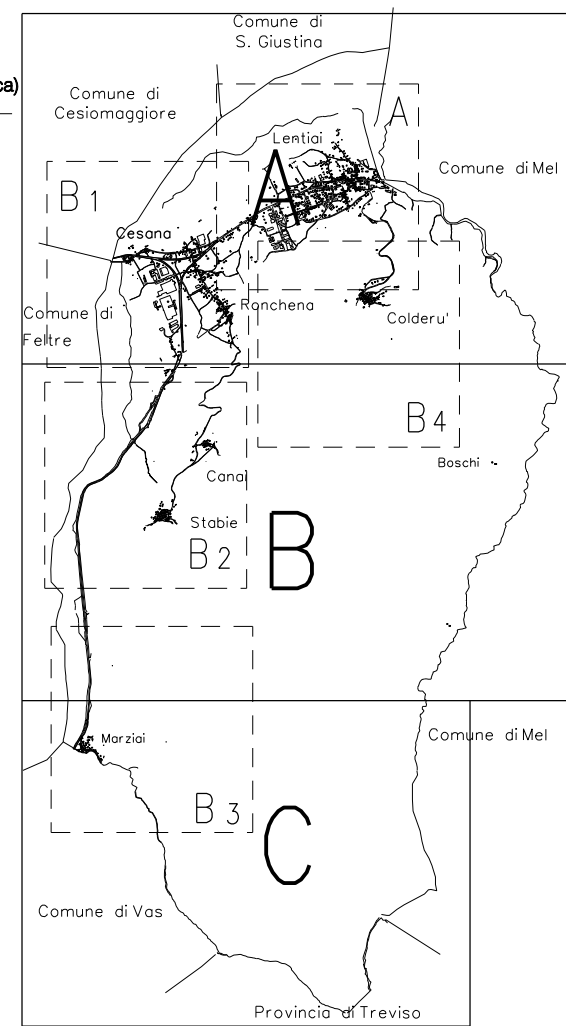 Comune di
S. Giustina
ca)
Comune di
Cesiomaggiore
A
Lentiai
A
Comune di Mel
B 1
Cesana
Ronchena
Comune di
Feltre
Colderu'
B 4
Boschi
Canai
Stabie
B 2
B
Marziai
Comune di Mel
B 3
C
Comune di Vas
Provincia di Treviso